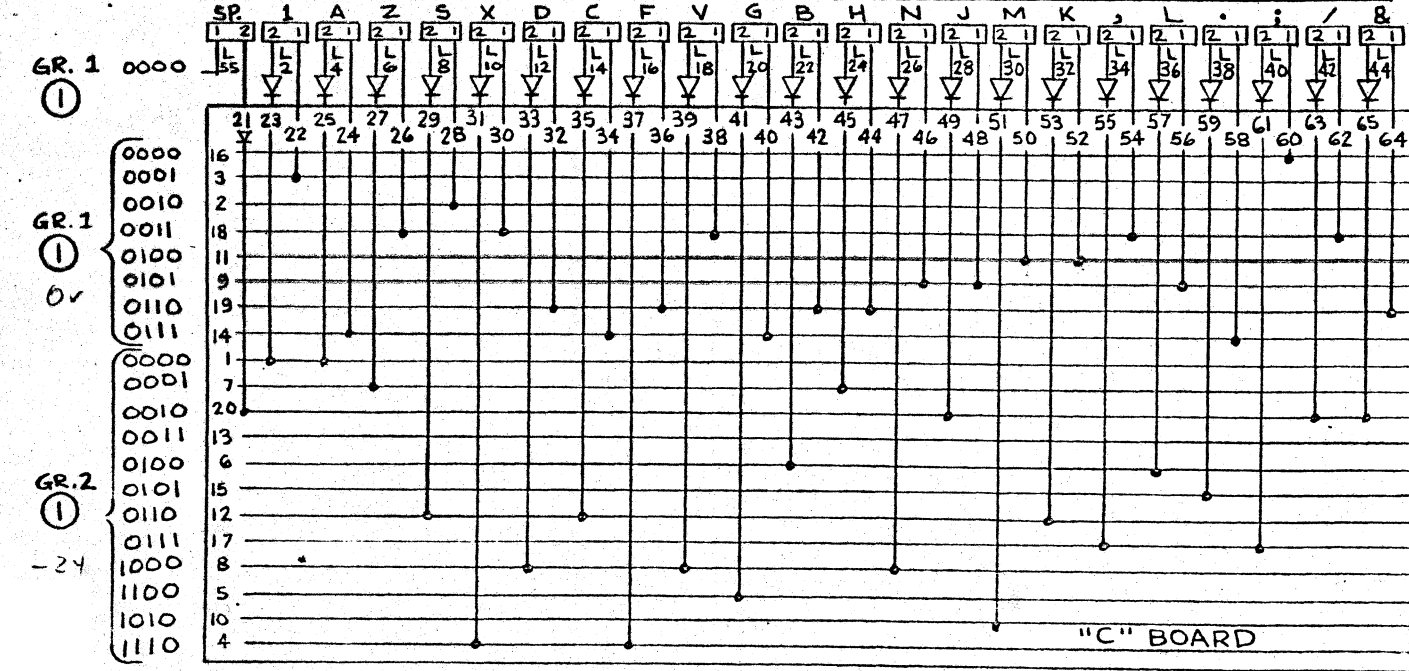 SP. 1 A Z S X D C F V G B H N J M K , L . ; / &
1 2 2 1 2 1 2 1 2 1 2 1 2 1 2 1 2 1 2 1 2 1 2 1 2 1 2 1 2 1 2 1 2 1 2 1 2 1 2 1 2 1 2 1 2 1
L L L L L L L L L L L L L L L L L L L L L L L
GR. 1 0000 55 2 4 6 8 10 12 14 16 18 20 22 24 26 28 30 32 34 36 38 40 42 44
1
21 23 25 27 29 31 33 35 37 39 41 43 45 47 49 51 53 55 57 59 61 63 65
22 24 26 28 30 32 34 36 38 40 42 44 46 48 50 52 54 56 58 60 62 64
0000 16
0001 3
0010 2
GR. 1 0011 18
1 0100 11
0101 9
0v 0110 19
0111 14
0000 1
0001 7
0010 20
0011 13
0100 6
GR.2 0101 15
1 0110 12
0111 17
-24 1000 8
1100 5
1010 10
1110 4
"C" BOARD